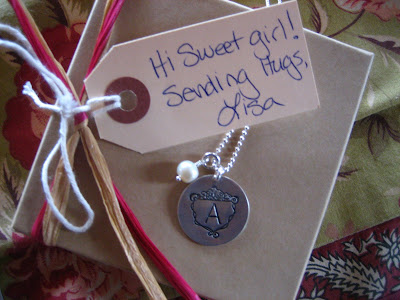 Hi Sweet girl!
Sending Hugs,
Lisa
A